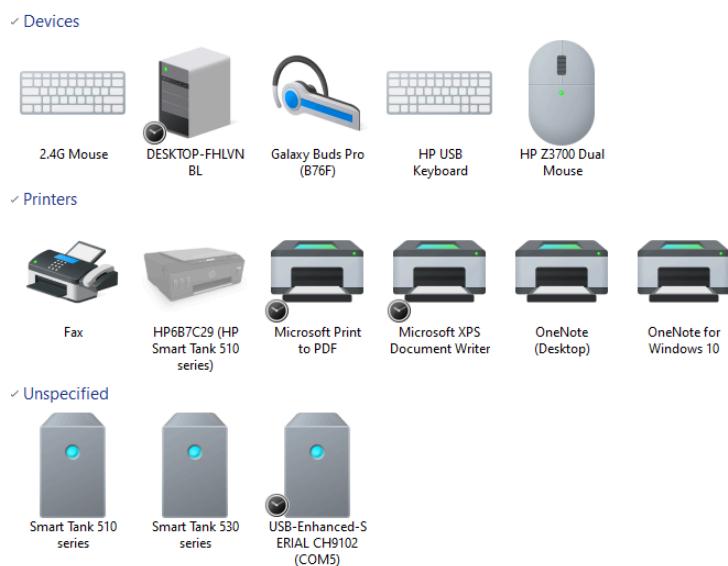 Devices
2.4G Mouse
DESKTOP-FHLVN
BL
Galaxy Buds Pro
(B76F)
HP USB
Keyboard
HP Z3700 Dual
Mouse
Printers
Fax
HP6B7C29 (HP
Smart Tank 510
series)
Microsoft Print
to PDF
Microsoft XPS
Document Writer
OneNote
(Desktop)
OneNote for
Windows 10
Unspecified
Smart Tank 510
series
Smart Tank 530
series
USB-Enhanced-S
ERIAL CH9102
(COM5)